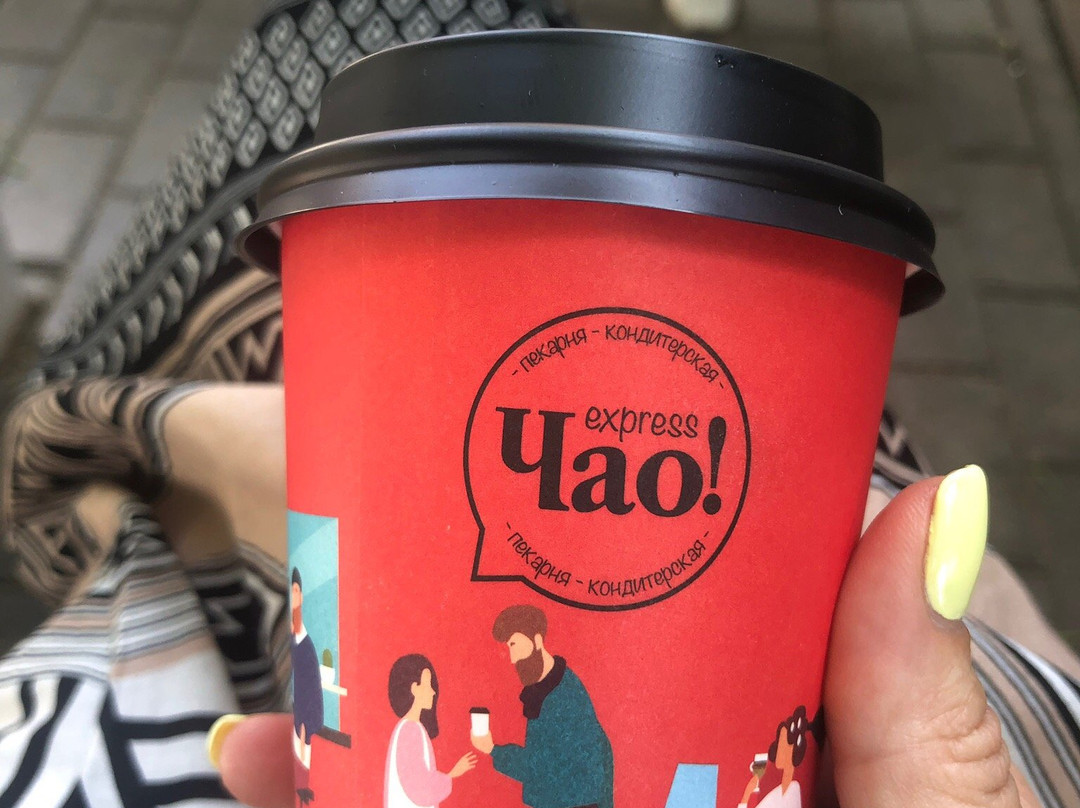 - пекарня - кондитерская -
express
Чао!
- пекарня - кондитерская -